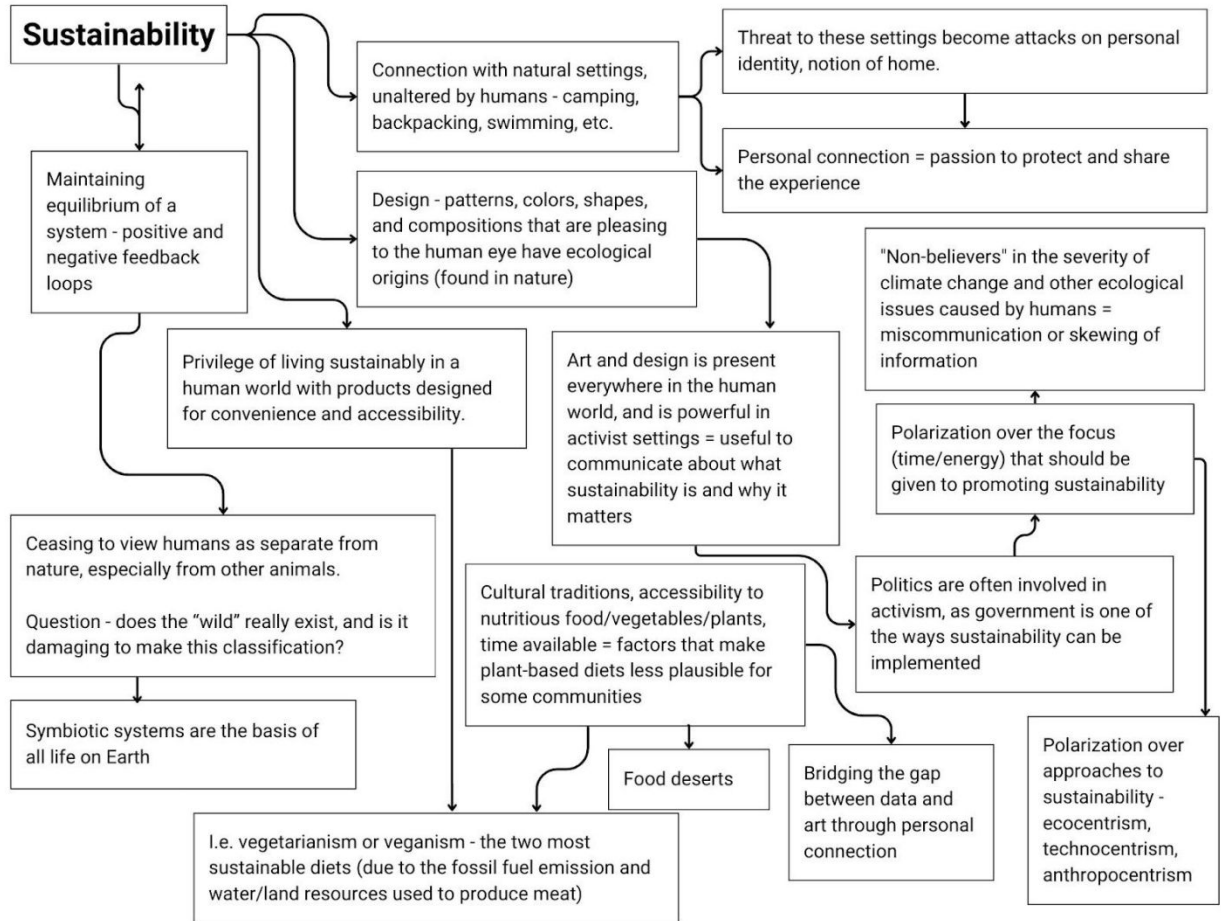 Sustainability
Connection with natural settings,
unaltered by humans - camping,
backpacking, swimming, etc.
Threat to these settings become attacks on personal
identity, notion of home.
Personal connection = passion to protect and share
the experience
Maintaining
equilibrium of a
system - positive and
negative feedback
loops
Design - patterns, colors, shapes,
and compositions that are pleasing
to the human eye have ecological
origins (found in nature)
"Non-believers" in the severity of
climate change and other ecological
issues caused by humans =
miscommunication or skewing of
information
Privilege of living sustainably in a
human world with products designed
for convenience and accessibility.
Art and design is present
everywhere in the human
world, and is powerful in
activist settings = useful to
communicate about what
sustainability is and why it
matters
Polarization over the focus
(time/energy) that should be
given to promoting sustainability
Ceasing to view humans as separate from
nature, especially from other animals.
Question - does the “wild” really exist, and is it
damaging to make this classification?
Cultural traditions, accessibility to
nutritious food/vegetables/plants,
time available = factors that make
plant-based diets less plausible for
some communities
Politics are often involved in
activism, as government is one of
the ways sustainability can be
implemented
Symbiotic systems are the basis of
all life on Earth
Food deserts
Bridging the gap
between data and
art through personal
connection
Polarization over
approaches to
sustainability -
ecocentrism,
technocentrism,
anthropocentrism
I.e. vegetarianism or veganism - the two most
sustainable diets (due to the fossil fuel emission and
water/land resources used to produce meat)